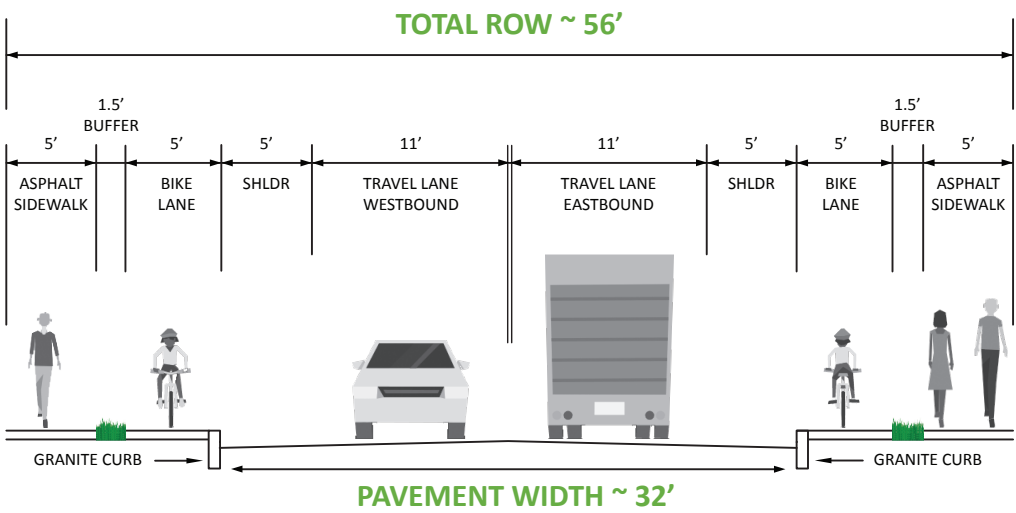 TOTAL ROW ~ 56’
1.5’
BUFFER
1.5’
BUFFER
5’
5’
5’
11’
11’
5’
5’
5’
ASPHALT
SIDEWALK
BIKE
LANE
SHLDR
TRAVEL LANE
WESTBOUND
TRAVEL LANE
EASTBOUND
SHLDR
BIKE
LANE
ASPHALT
SIDEWALK
GRANITE CURB
GRANITE CURB
PAVEMENT WIDTH ~ 32’